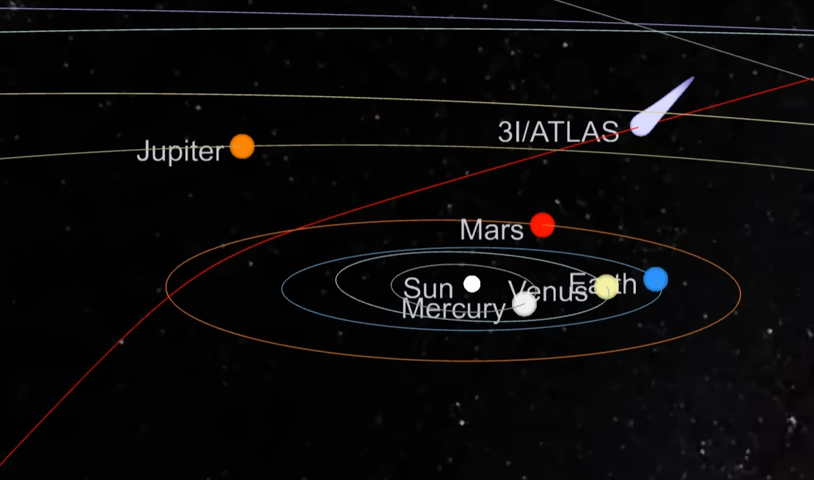 3I/ATLAS
Jupiter
Mars
Earth
Venus
Sun
Mercury